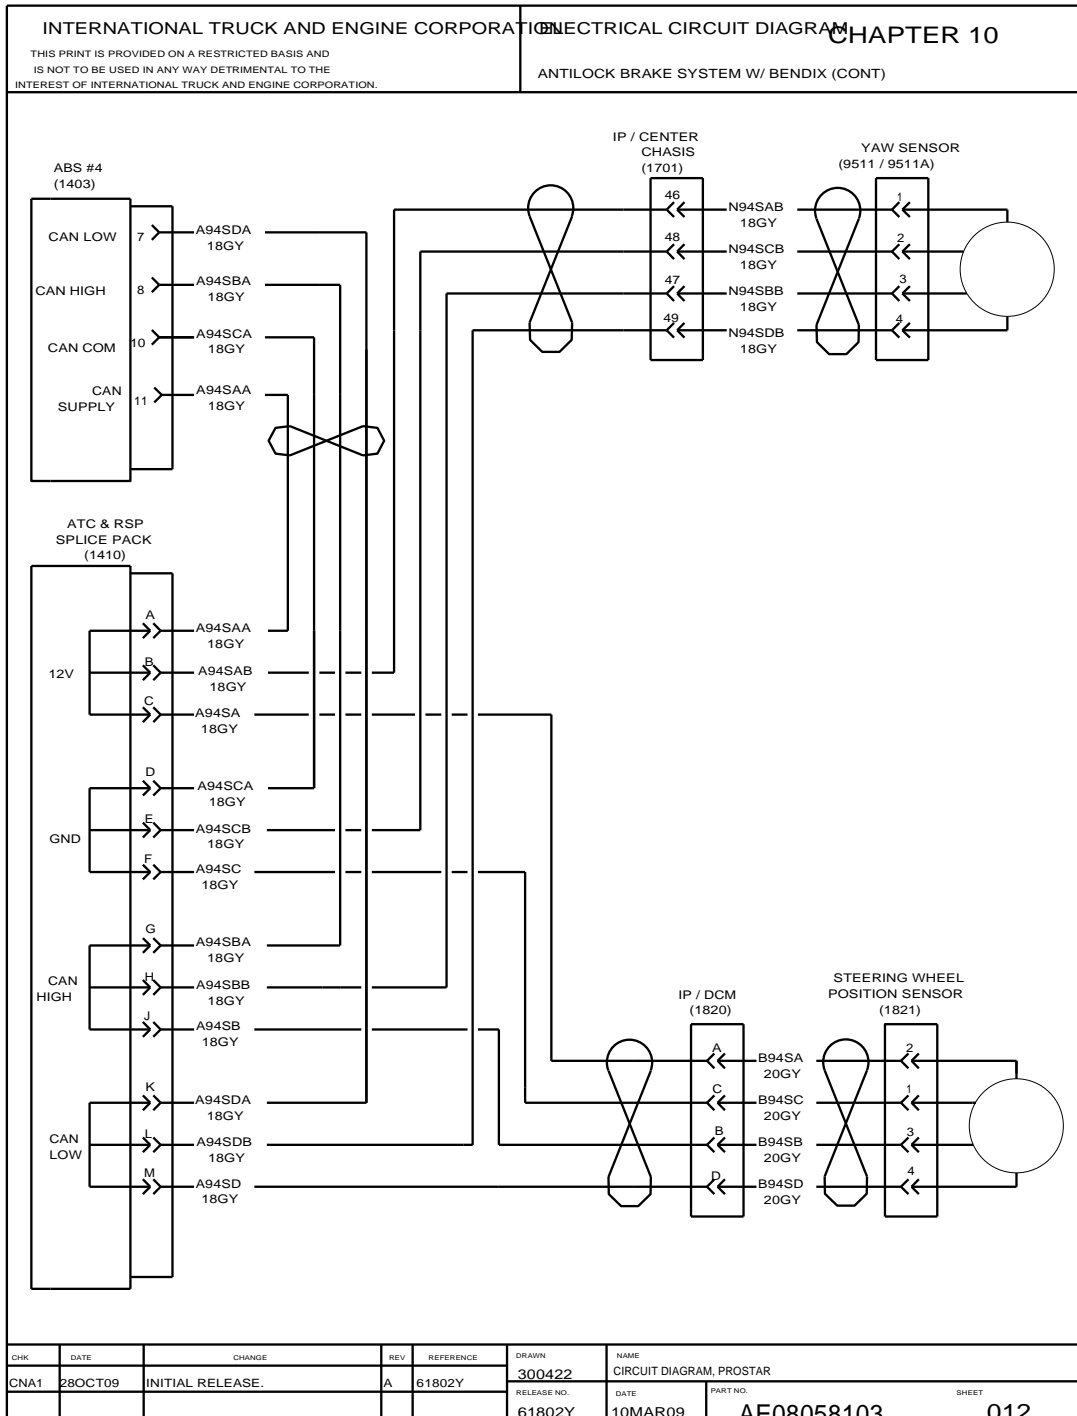 INTERNATIONAL TRUCK AND ENGINE CORPORATION
THIS PRINT IS PROVIDED ON A RESTRICTED BASIS AND
IS NOT TO BE USED IN ANY WAY DETRIMENTAL TO THE
INTEREST OF INTERNATIONAL TRUCK AND ENGINE CORPORATION.
ELECTRICAL CIRCUIT DIAGRAM
CHAPTER 10
ANTILOCK BRAKE SYSTEM W/ BENDIX (CONT)
ABS #4
(1403)
CAN LOW 7 A94SDA
18GY
CAN HIGH 8 A94SBA
18GY
CAN COM 10 A94SCA
18GY
CAN
SUPPLY 11 A94SAA
18GY
IP / CENTER
CHASIS
(1701)
YAW SENSOR
(9511 / 9511A)
46 N94SAB 1
18GY
48 N94SCB 2
18GY
47 N94SBB 3
18GY
49 N94SDB 4
18GY
ATC & RSP
SPLICE PACK
(1410)
12V
A A94SAA
18GY
B A94SAB
18GY
C A94SA
18GY
GND
D A94SCA
18GY
E A94SCB
18GY
F A94SC
18GY
CAN
HIGH
G A94SBA
18GY
H A94SBB
18GY
J A94SB
18GY
CAN
LOW
K A94SDA
18GY
L A94SDB
18GY
M A94SD
18GY
IP / DCM
(1820)
STEERING WHEEL
POSITION SENSOR
(1821)
A B94SA 2
20GY
C B94SC 1
20GY
B B94SB 3
20GY
D B94SD 4
20GY
CHK DATE CHANGE REV REFERENCE
CNA1 28OCT09 INITIAL RELEASE. A 61802Y
DRAWN
300422
NAME
CIRCUIT DIAGRAM, PROSTAR
RELEASE NO.
61802Y
DATE
10MAR09
PART NO.
AE08058103
SHEET
012